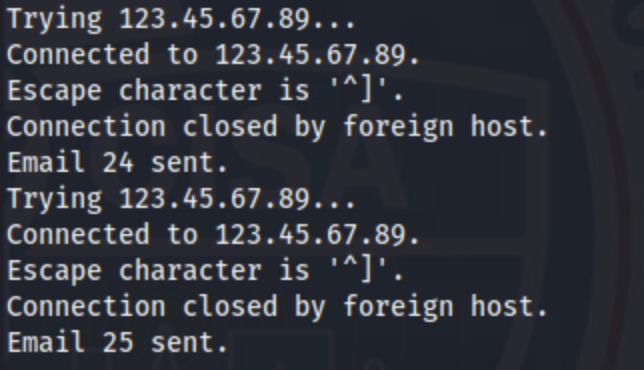 Trying 123.45.67.89...
Connected to 123.45.67.89.
Escape character is '^]'.
Connection closed by foreign host.
Email 24 sent.
Trying 123.45.67.89...
Connected to 123.45.67.89.
Escape character is '^]'.
Connection closed by foreign host.
Email 25 sent.